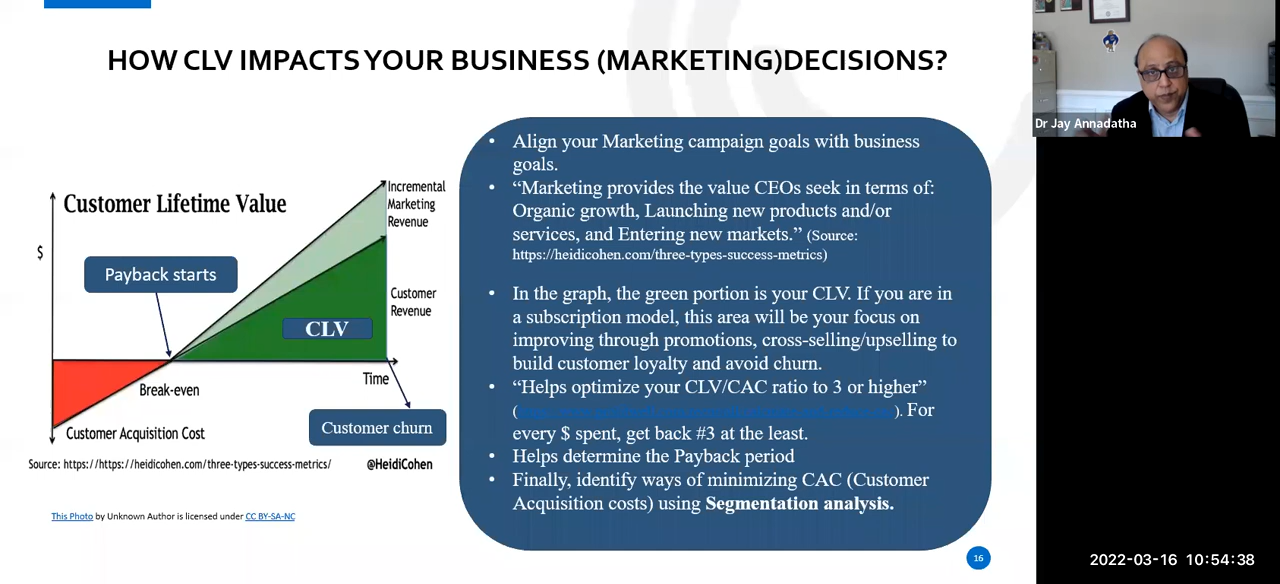 HOW CLV IMPACTS YOUR BUSINESS (MARKETING)DECISIONS?
Customer Lifetime Value
$
Payback starts
Incremental
Marketing
Revenue
Customer
Revenue
CLV
Time
Break-even
Customer Acquisition Cost
Customer churn
Source: https://https://heidicohen.com/three-types-success-metrics/
@HeidiCohen
This Photo by Unknown Author is licensed under CC BY-SA-NC
• Align your Marketing campaign goals with business
goals.
• “Marketing provides the value CEOs seek in terms of:
Organic growth, Launching new products and/or
services, and Entering new markets.” (Source:
https://heidicohen.com/three-types-success-metrics)
• In the graph, the green portion is your CLV. If you are in
a subscription model, this area will be your focus on
improving through promotions, cross-selling/upselling to
build customer loyalty and avoid churn.
• “Helps optimize your CLV/CAC ratio to 3 or higher”
( ). For
every $ spent, get back #3 at the least.
• Helps determine the Payback period
• Finally, identify ways of minimizing CAC (Customer
Acquisition costs) using Segmentation analysis.
16
Dr Jay Annadatha
2022-03-16 10:54:38